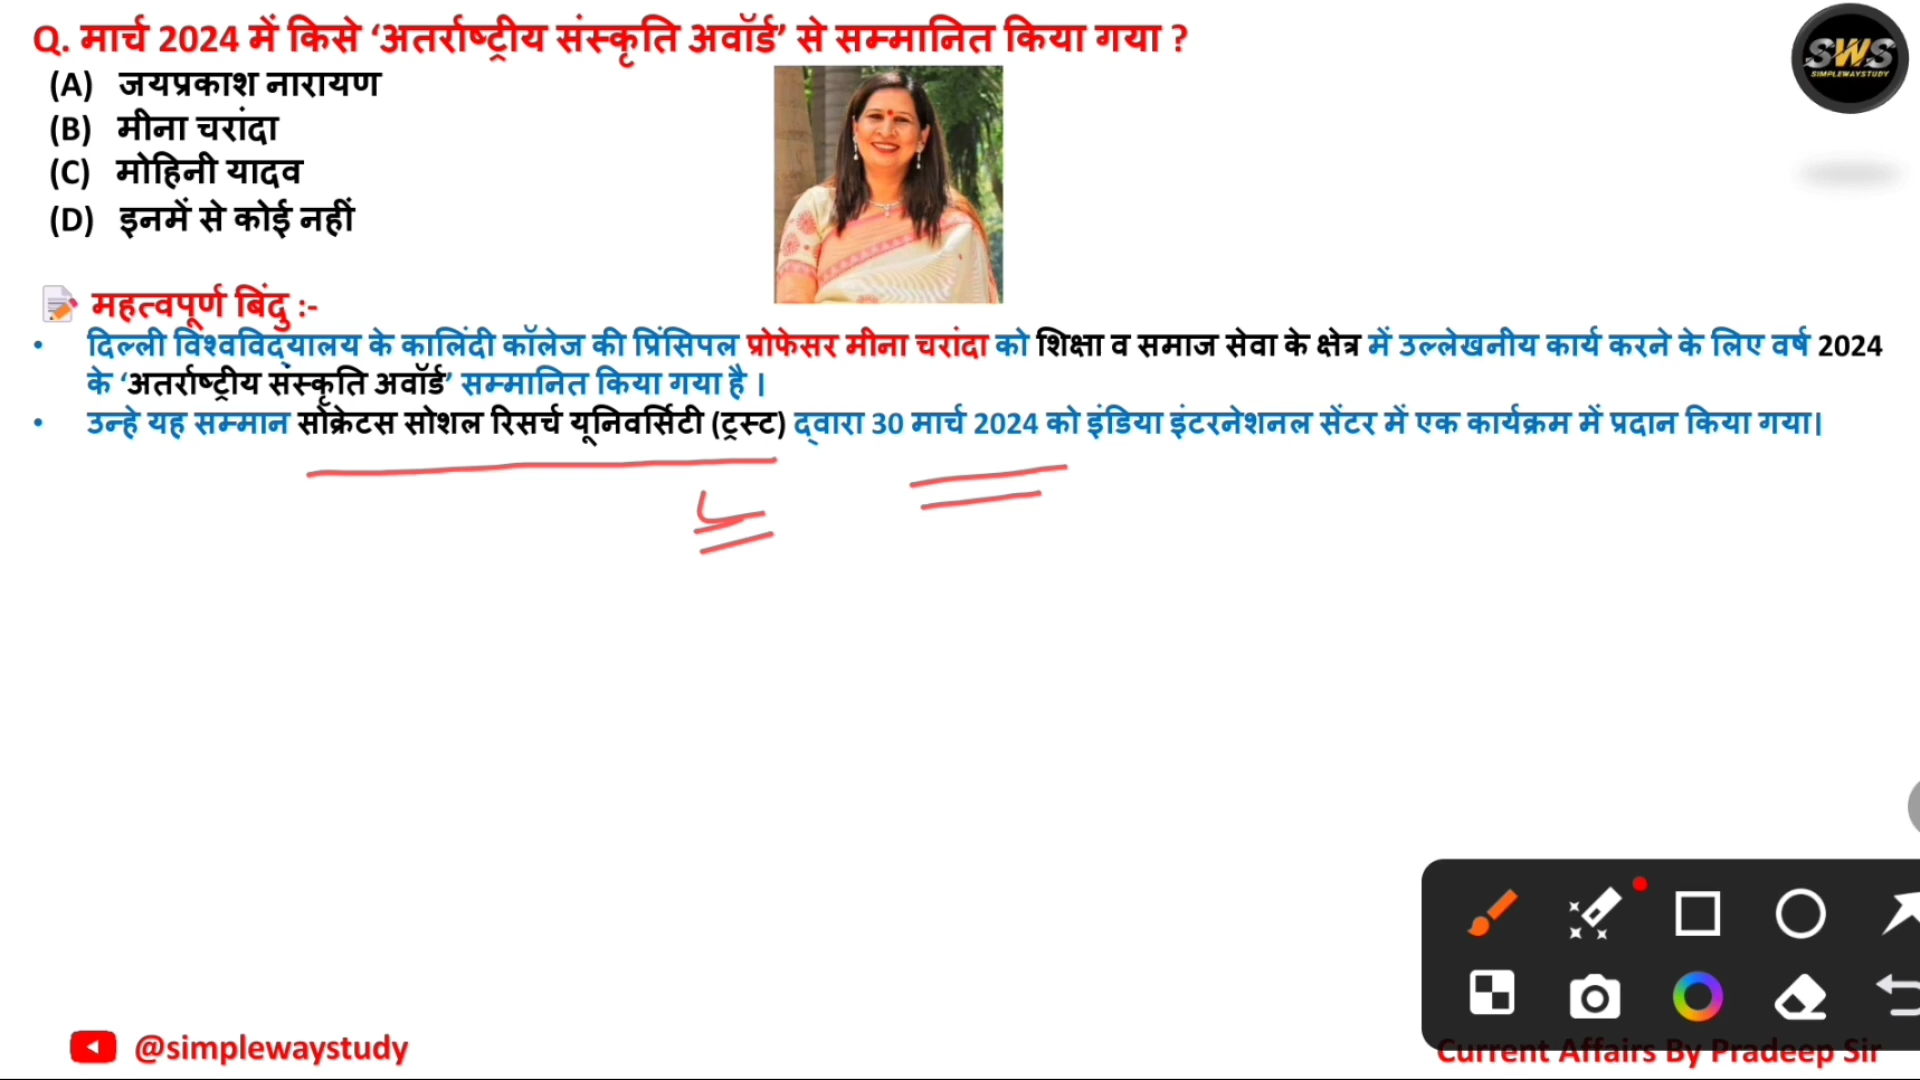 Q. मार्च 2024 में किसे ‘अतर्राष्ट्रीय संस्कृति अवॉर्ड’ से सम्मानित किया गया ?
(A) जयप्रकाश नारायण
(B) मीना चरांदा
(C) मोहिनी यादव
(D) इनमें से कोई नहीं
SWS
SIMPLEWAYSTUDY
महत्वपूर्ण बिंदु :-
• दिल्ली विश्वविद्यालय के कालिंदी कॉलेज की प्रिंसिपल प्रोफेसर मीना चरांदा को शिक्षा व समाज सेवा के क्षेत्र में उल्लेखनीय कार्य करने के लिए वर्ष 2024
के ‘अतर्राष्ट्रीय संस्कृति अवॉर्ड’ सम्मानित किया गया है ।
• उन्हे यह सम्मान सोक्रेटस सोशल रिसर्च यूनिवर्सिटी (ट्रस्ट) द्वारा 30 मार्च 2024 को इंडिया इंटरनेशनल सेंटर में एक कार्यक्रम में प्रदान किया गया।
@simplewaystudy
Current Affairs By Pradeep Sir